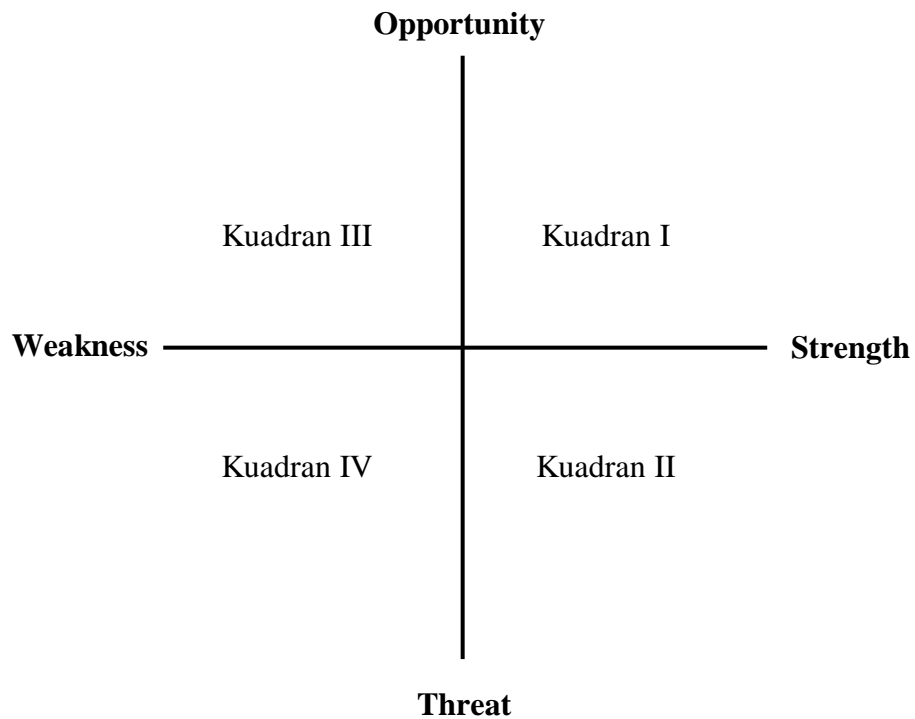 Opportunity
Kuadran III
Kuadran I
Weakness
Strength
Kuadran IV
Kuadran II
Threat